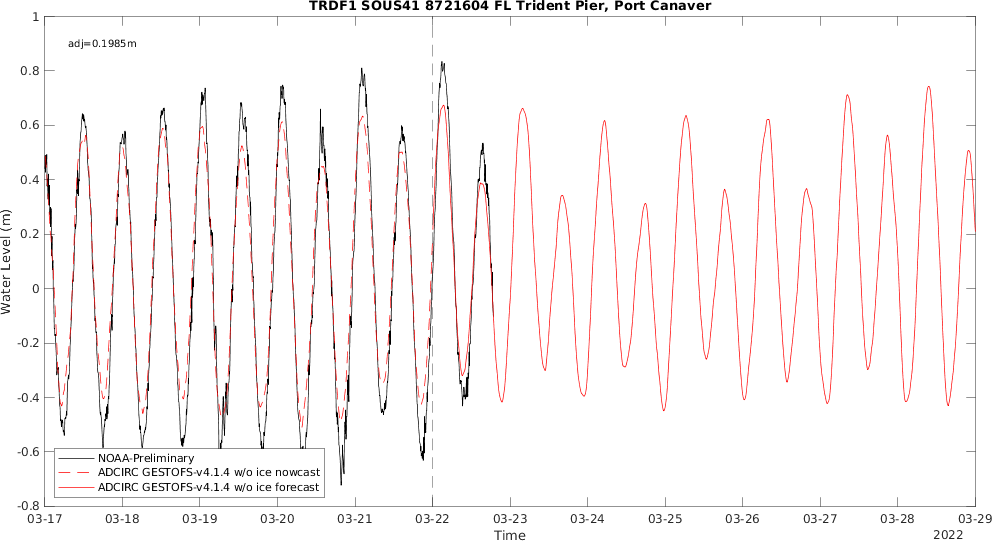 TRDF1 SOUS41 8721604 FL Trident Pier, Port Canaver
adj=0.1985m
1
0.8
0.6
0.4
0.2
0
-0.2
-0.4
-0.6
-0.8
Water Level (m)
NOAA-Preliminary
ADCIRC GESTOFS-v4.1.4 w/o ice nowcast
ADCIRC GESTOFS-v4.1.4 w/o ice forecast
03-17 03-18 03-19 03-20 03-21 03-22 03-23 03-24 03-25 03-26 03-27 03-28 03-29
Time
2022